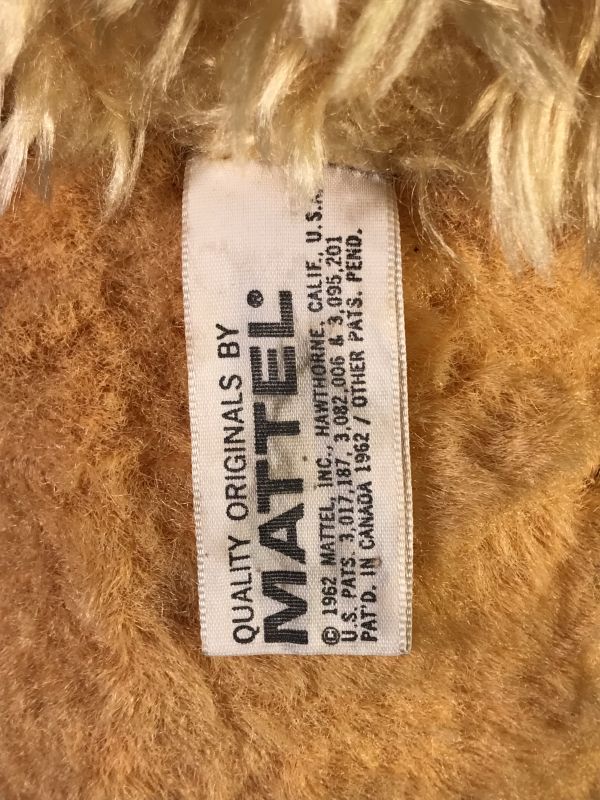 QUALITY ORIGINALS BY
MATTEL®
© 1962 MATTEL, INC., HAWTHORNE, CALIF., U.S.A.
U.S. PATS. 3,017,187, 3,082,006 & 3,095,201
PAT'D. IN CANADA 1962 / OTHER PATS. PEND.